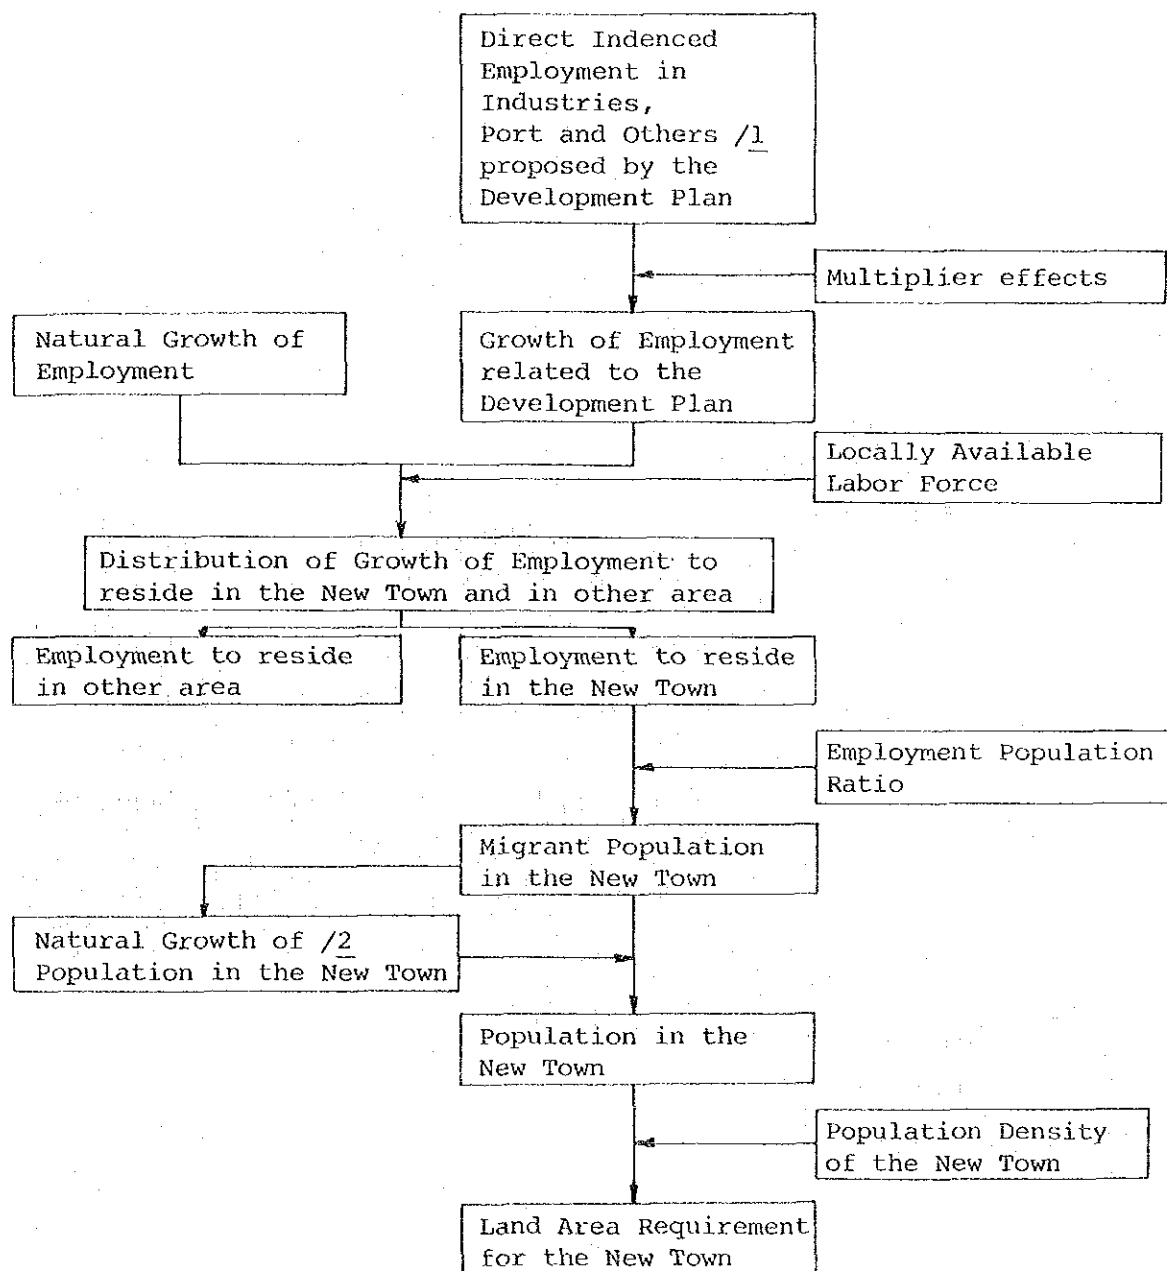 Direct Indenced
Employment in
Industries,
Port and Others /1
proposed by the
Development Plan
Multiplier effects
Natural Growth of
Employment
Growth of Employment
related to the
Development Plan
Locally Available
Labor Force
Distribution of Growth of Employment to
reside in the New Town and in other area
Employment to reside
in other area
Employment to reside
in the New Town
Employment Population
Ratio
Migrant Population
in the New Town
Natural Growth of /2
Population in the New Town
Population in the
New Town
Population Density
of the New Town
Land Area Requirement
for the New Town